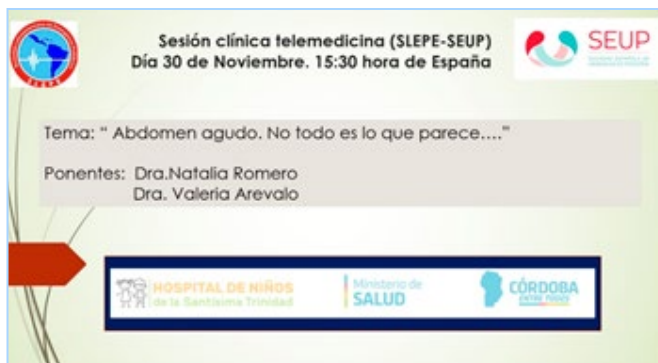 Sesión clínica telemedicina (SLEPE-SEUP)
Día 30 de Noviembre. 15:30 hora de España
SEUP
Tema: “ Abdomen agudo. No todo es lo que parece....”
Ponentes: Dra.Natalia Romero
Dra. Valeria Arevalo
HOSPITAL DE NIÑOS
de la Santísima Trinidad
Ministerio de
SALUD
CÓRDOBA
ENTRE TODOS